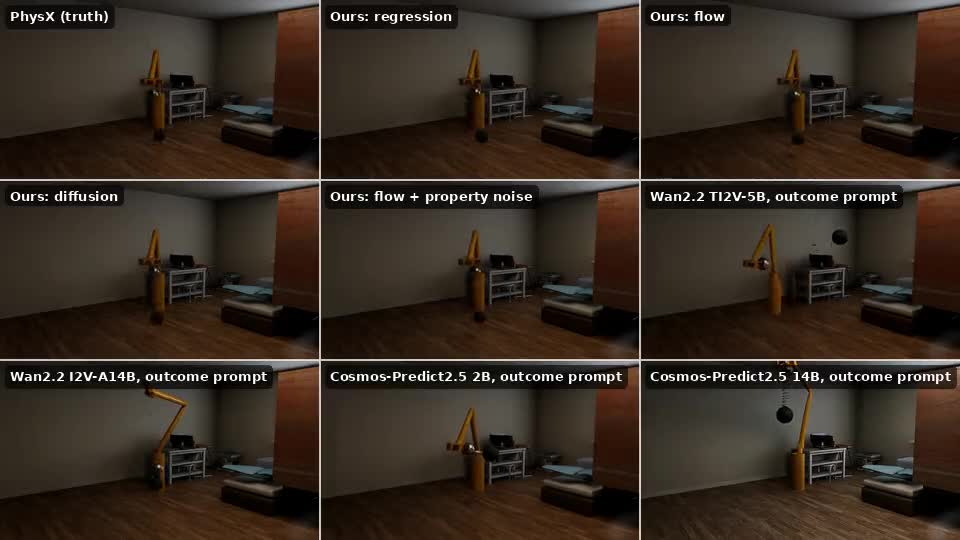 PhysX (truth)
Ours: regression
Ours: flow
Ours: diffusion
Ours: flow + property noise
Wan2.2 TI2V-5B, outcome prompt
Wan2.2 I2V-A14B, outcome prompt
Cosmos-Predict2.5 2B, outcome prompt
Cosmos-Predict2.5 14B, outcome prompt